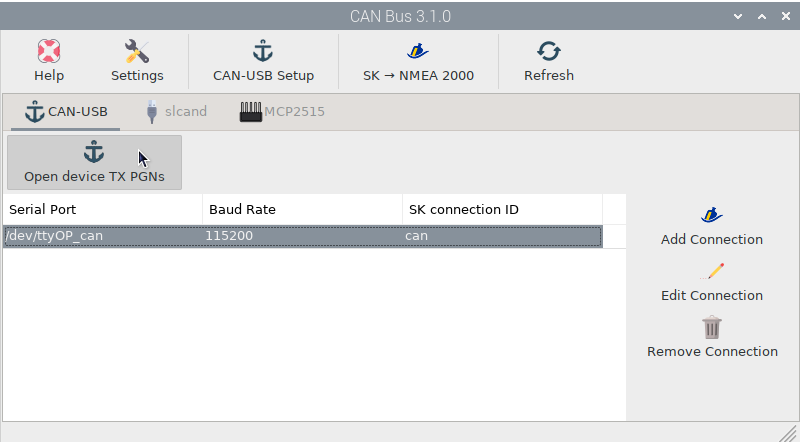 CAN Bus 3.1.0
Help Settings CAN-USB Setup SK → NMEA 2000 Refresh
CAN-USB slcand MCP2515
Open device TX PGNs
Serial Port Baud Rate SK connection ID
/dev/ttyOP_can 115200 can
Add Connection
Edit Connection
Remove Connection